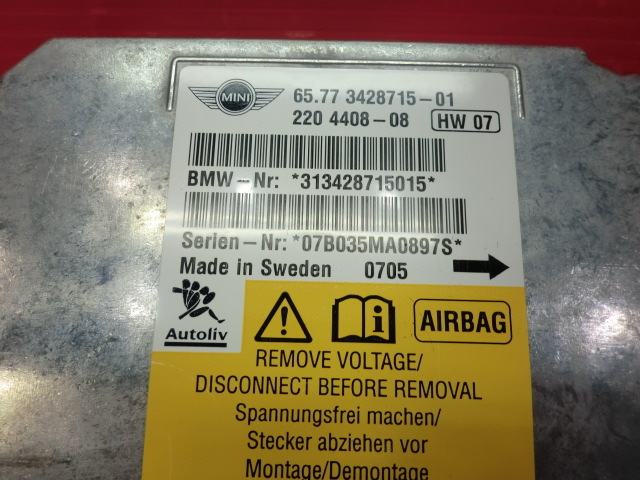 MINI
65.77 3428715-01
220 4408-08 HW 07
BMW-Nr: *313428715015*
Serien-Nr: *07B035MA0897S*
Made in Sweden 0705
Autoliv
AIRBAG
REMOVE VOLTAGE/
DISCONNECT BEFORE REMOVAL
Spannungsfrei machen/
Stecker abziehen vor
Montage/Demontage